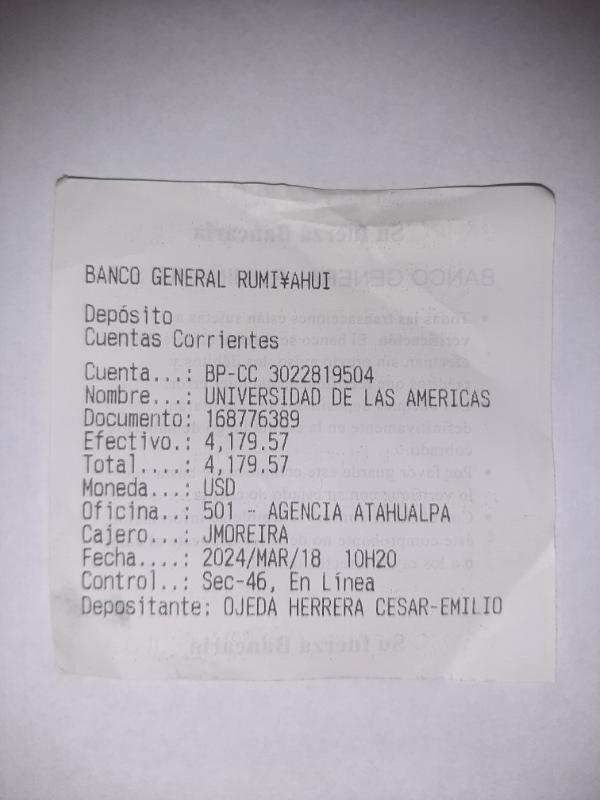 BANCO GENERAL RUMI¥AHUI
Depósito
Cuentas Corrientes
Cuenta...: BP-CC 3022819504
Nombre...: UNIVERSIDAD DE LAS AMERICAS
Documento: 168776389
Efectivo.: 4,179.57
Total....: 4,179.57
Moneda...: USD
Oficina..: 501 - AGENCIA ATAHUALPA
Cajero...: JMOREIRA
Fecha....: 2024/MAR/18 10H20
Control..: Sec-46, En Línea
Depositante: OJEDA HERRERA CESAR-EMILIO